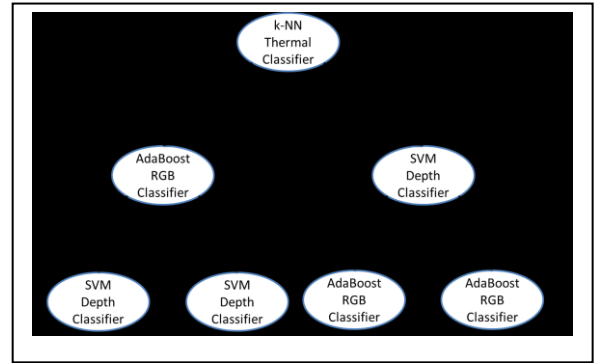 k-NN
Thermal
Classifier
AdaBoost
RGB
Classifier
SVM
Depth
Classifier
SVM
Depth
Classifier
SVM
Depth
Classifier
AdaBoost
RGB
Classifier
AdaBoost
RGB
Classifier